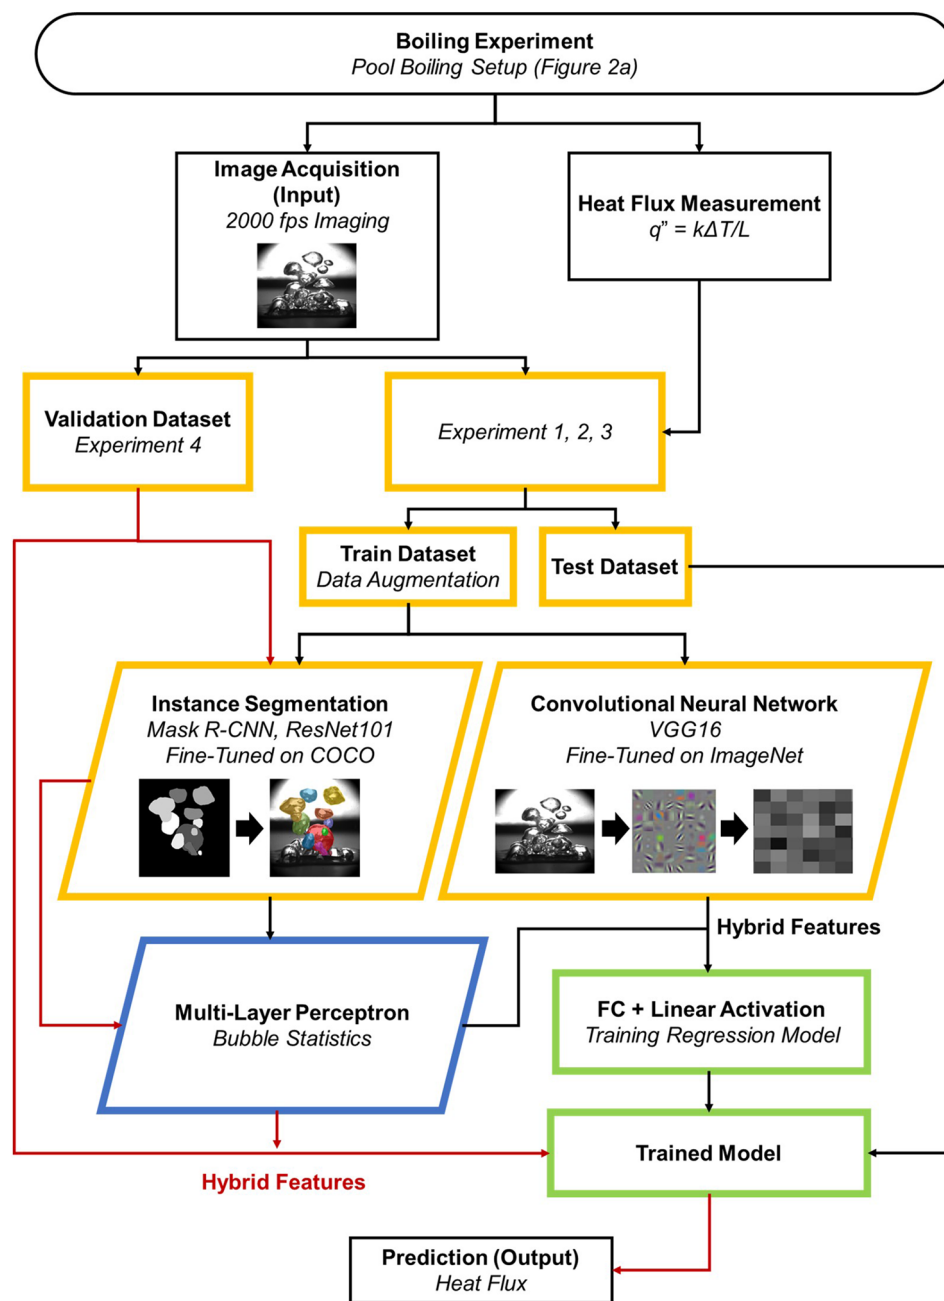 Boiling Experiment
Pool Boiling Setup (Figure 2a)
Image Acquisition
(Input)
2000 fps Imaging
Heat Flux Measurement
q” = kΔT/L
Validation Dataset
Experiment 4
Experiment 1, 2, 3
Train Dataset
Data Augmentation
Test Dataset
Instance Segmentation
Mask R-CNN, ResNet101
Fine-Tuned on COCO
Convolutional Neural Network
VGG16
Fine-Tuned on ImageNet
Hybrid Features
Multi-Layer Perceptron
Bubble Statistics
FC + Linear Activation
Training Regression Model
Trained Model
Hybrid Features
Prediction (Output)
Heat Flux